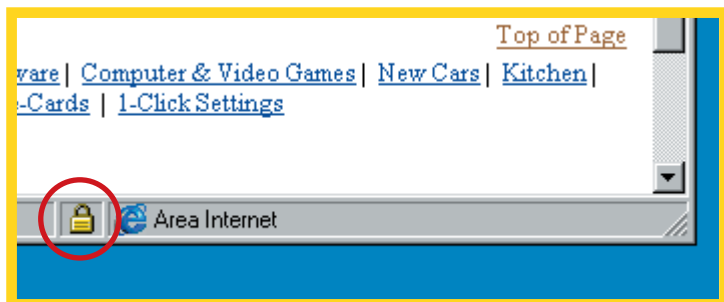 Top of Page
ware | Computer & Video Games | New Cars | Kitchen |
e-Cards | 1-Click Settings
Area Internet